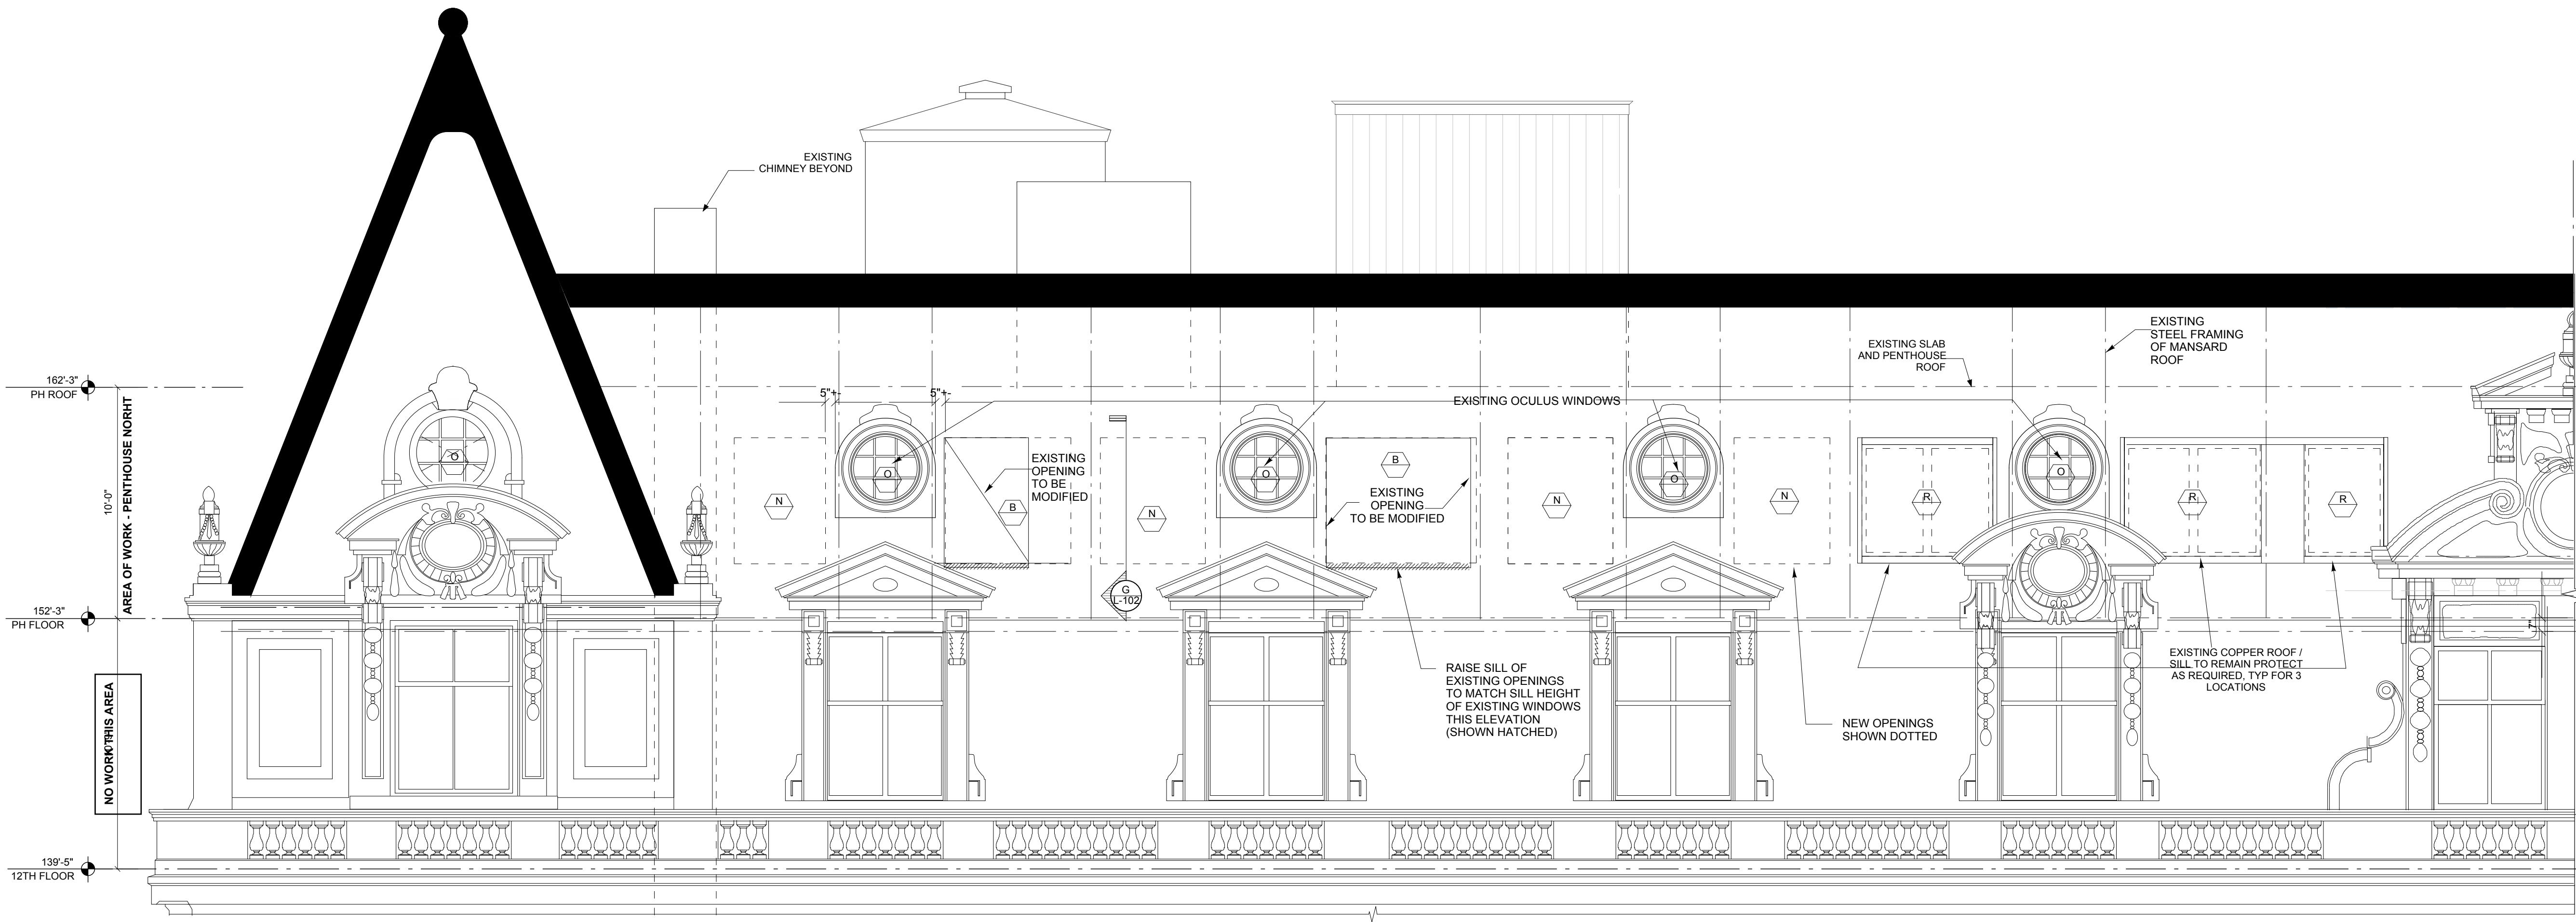 EXISTING
CHIMNEY BEYOND
EXISTING
STEEL FRAMING
OF MANSARD
ROOF
EXISTING SLAB
AND PENTHOUSE
ROOF
162'-3"
PH ROOF
5"+-
5"+-
EXISTING OCULUS WINDOWS
10'-0"
AREA OF WORK - PENTHOUSE NORHT
O
N
O
EXISTING
OPENING
TO BE
MODIFIED
B
N
O
B
EXISTING
OPENING
TO BE MODIFIED
N
O
N
R
O
R
R
G
L-102
152'-3"
PH FLOOR
7"
RAISE SILL OF
EXISTING OPENINGS
TO MATCH SILL HEIGHT
OF EXISTING WINDOWS
THIS ELEVATION
(SHOWN HATCHED)
NEW OPENINGS
SHOWN DOTTED
EXISTING COPPER ROOF /
SILL TO REMAIN PROTECT
AS REQUIRED, TYP FOR 3
LOCATIONS
NO WORK THIS AREA
139'-5"
12TH FLOOR